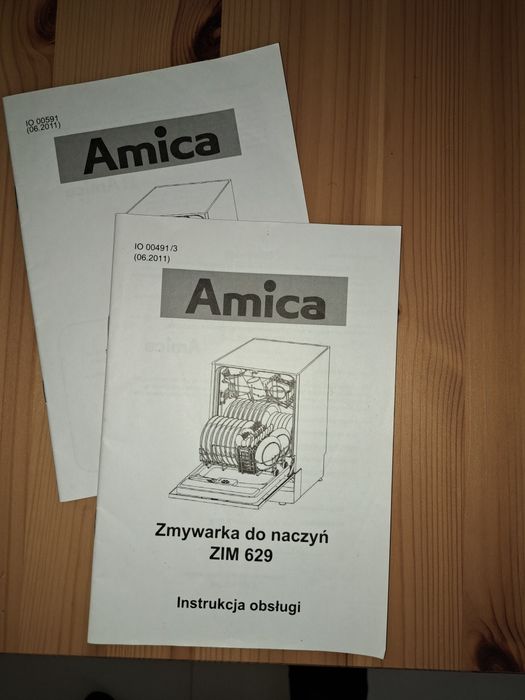 IO 00591
(06.2011)
Amica
IO 00491/3
(06.2011)
Amica
Zmywarka do naczyń
ZIM 629
Instrukcja obsługi